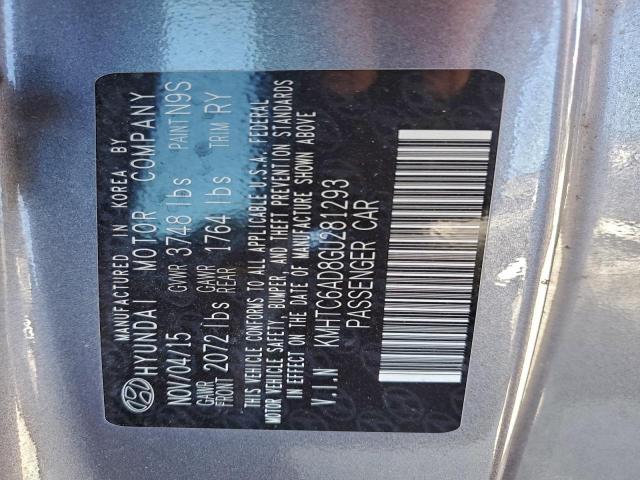 MANUFACTURED IN KOREA BY
HYUNDAI MOTOR COMPANY
NOV/04/15 GVWR 3748 lbs PAINT N9S
GAWR FRONT 2072 lbs GAWR REAR 1764 lbs TRIM RY
THIS VEHICLE CONFORMS TO ALL APPLICABLE U.S.A. FEDERAL
MOTOR VEHICLE SAFETY, BUMPER, AND THEFT PREVENTION STANDARDS
IN EFFECT ON THE DATE OF MANUFACTURE SHOWN ABOVE
V.I.N KMHTC6AD8GU281293
PASSENGER CAR